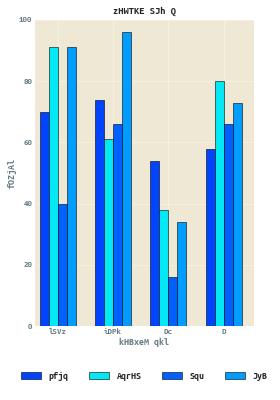 zHWTKE SJh Q
100
80
60
40
20
0
fOzjAl
lSVz iDPk Dc D
kHBxeM qkl
pfjq AqrHS Squ JyB